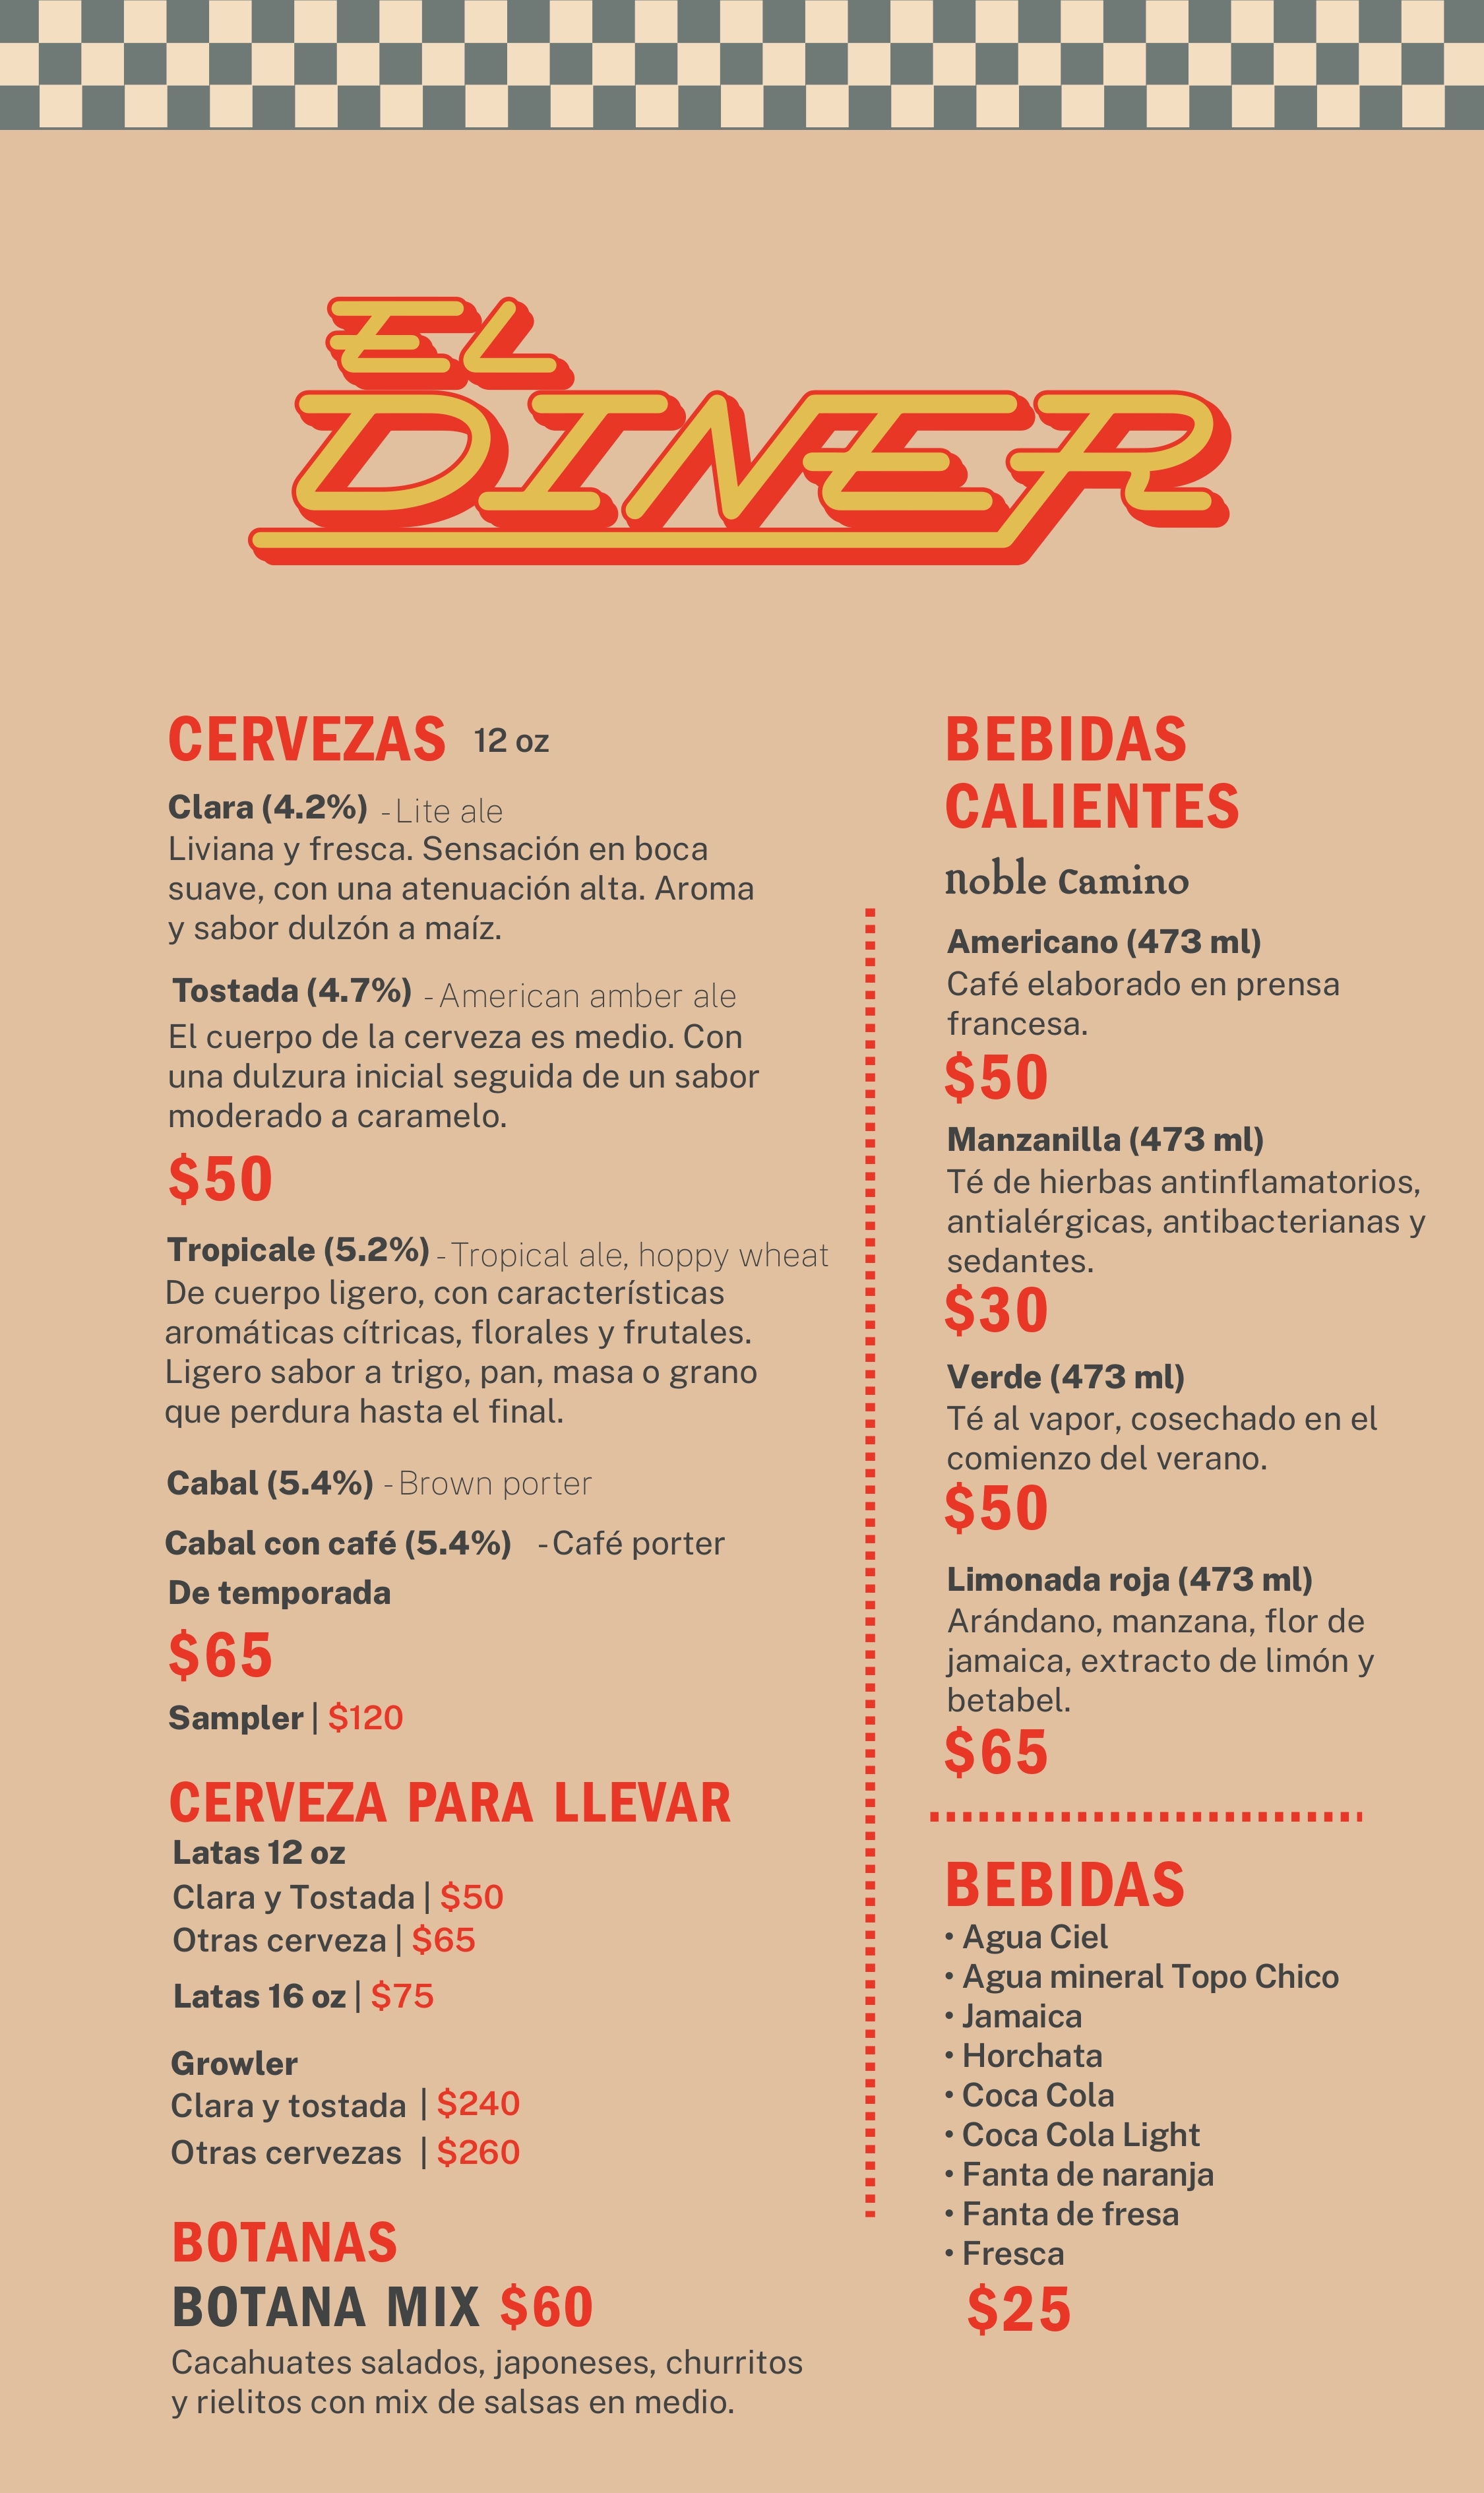 EL
DINER
CERVEZAS 12 oz
Clara (4.2%) - Lite ale
Liviana y fresca. Sensación en boca
suave, con una atenuación alta. Aroma
y sabor dulzón a maíz.
Tostada (4.7%) - American amber ale
El cuerpo de la cerveza es medio. Con
una dulzura inicial seguida de un sabor
moderado a caramelo.
$50
Tropicale (5.2%) - Tropical ale, hoppy wheat
De cuerpo ligero, con características
aromáticas cítricas, florales y frutales.
Ligero sabor a trigo, pan, masa o grano
que perdura hasta el final.
Cabal (5.4%) - Brown porter
Cabal con café (5.4%) - Café porter
De temporada
$65
Sampler | $120
CERVEZA PARA LLEVAR
Latas 12 oz
Clara y Tostada | $50
Otras cerveza | $65
Latas 16 oz | $75
Growler
Clara y tostada | $240
Otras cervezas | $260
BOTANAS
BOTANA MIX $60
Cacahuates salados, japoneses, churritos
y rielitos con mix de salsas en medio.
BEBIDAS
CALIENTES
noble Camino
Americano (473 ml)
Café elaborado en prensa
francesa.
$50
Manzanilla (473 ml)
Té de hierbas antinflamatorios,
antialérgicas, antibacterianas y
sedantes.
$30
Verde (473 ml)
Té al vapor, cosechado en el
comienzo del verano.
$50
Limonada roja (473 ml)
Arándano, manzana, flor de
jamaica, extracto de limón y
betabel.
$65
BEBIDAS
• Agua Ciel
• Agua mineral Topo Chico
• Jamaica
• Horchata
• Coca Cola
• Coca Cola Light
• Fanta de naranja
• Fanta de fresa
• Fresca
$25